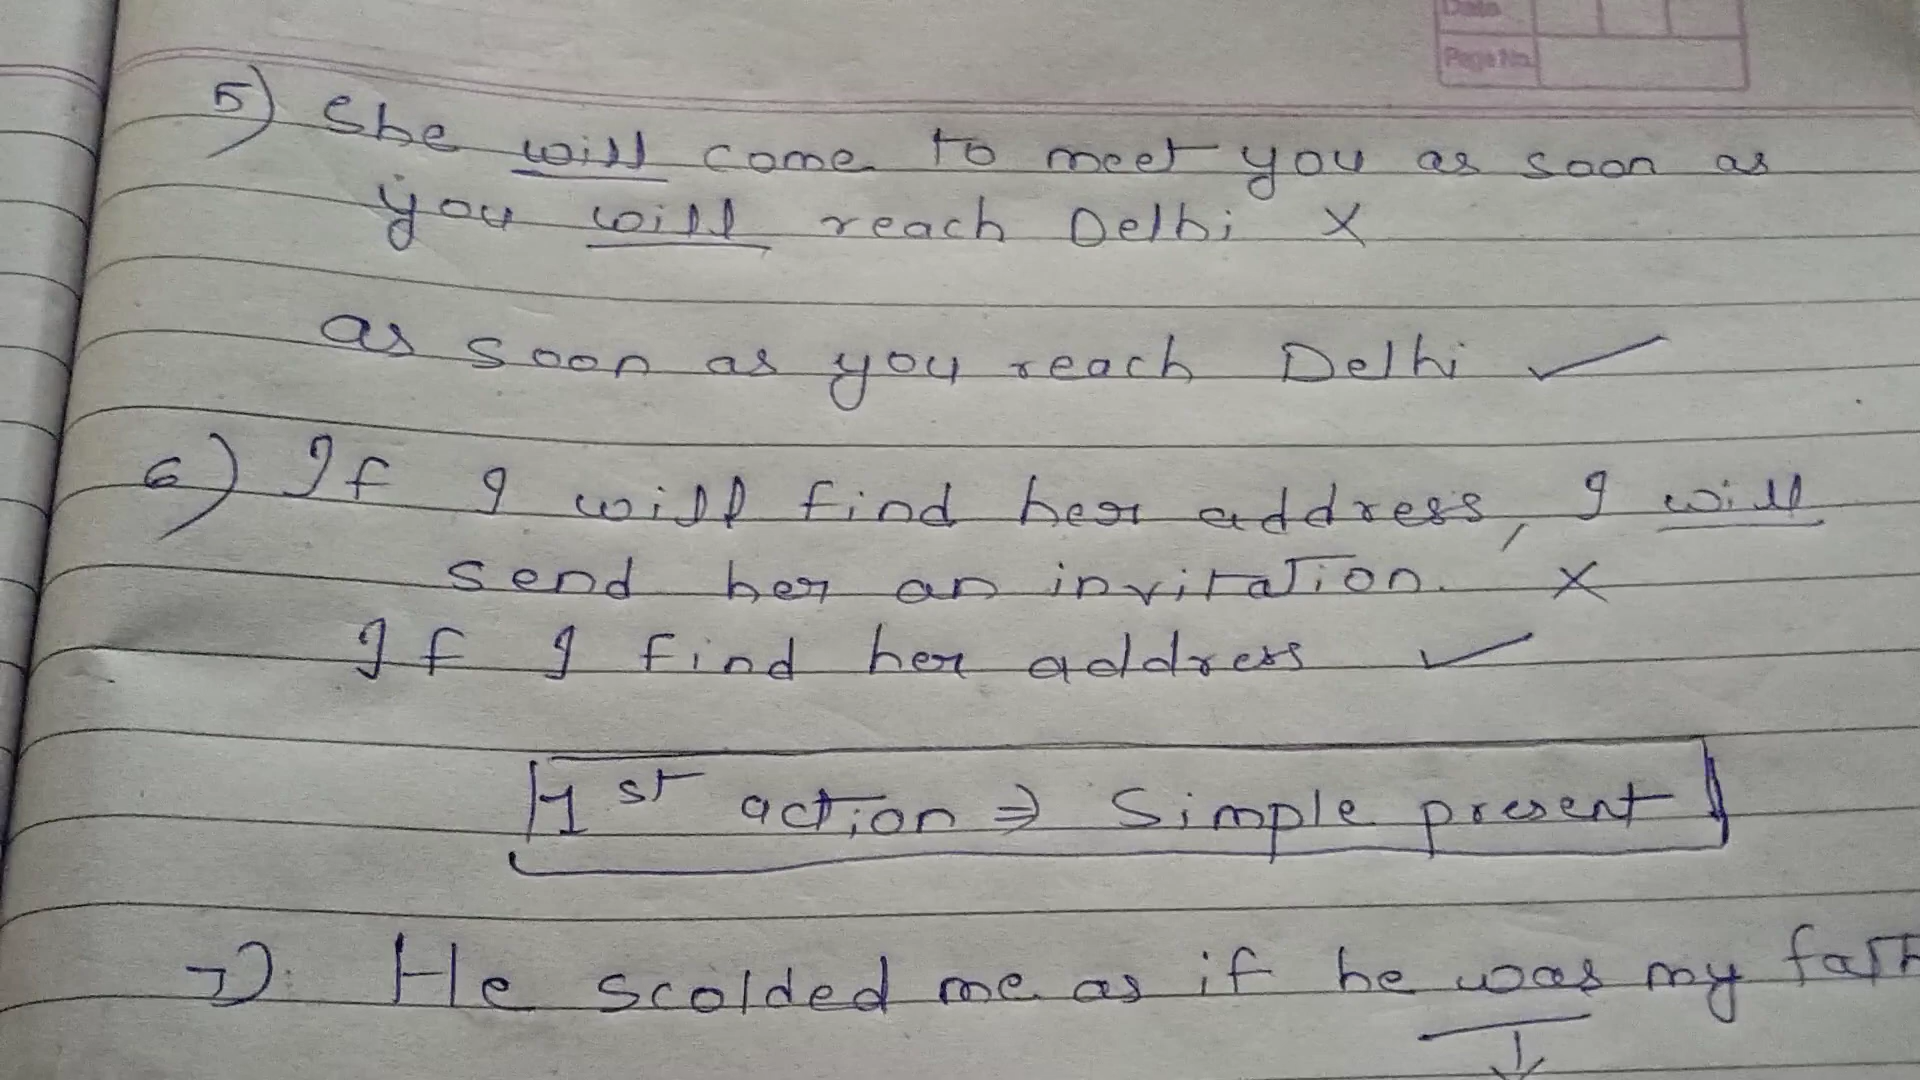 Date
Page No.
5) She will come to meet you as soon as
you will reach Delhi X
as soon as you reach Delhi ✓
6) If I will find her address, I will
send her an invitation. X
If I find her address ✓
1st action ⇒ Simple present
7). He scolded me as if he was my fath
↓